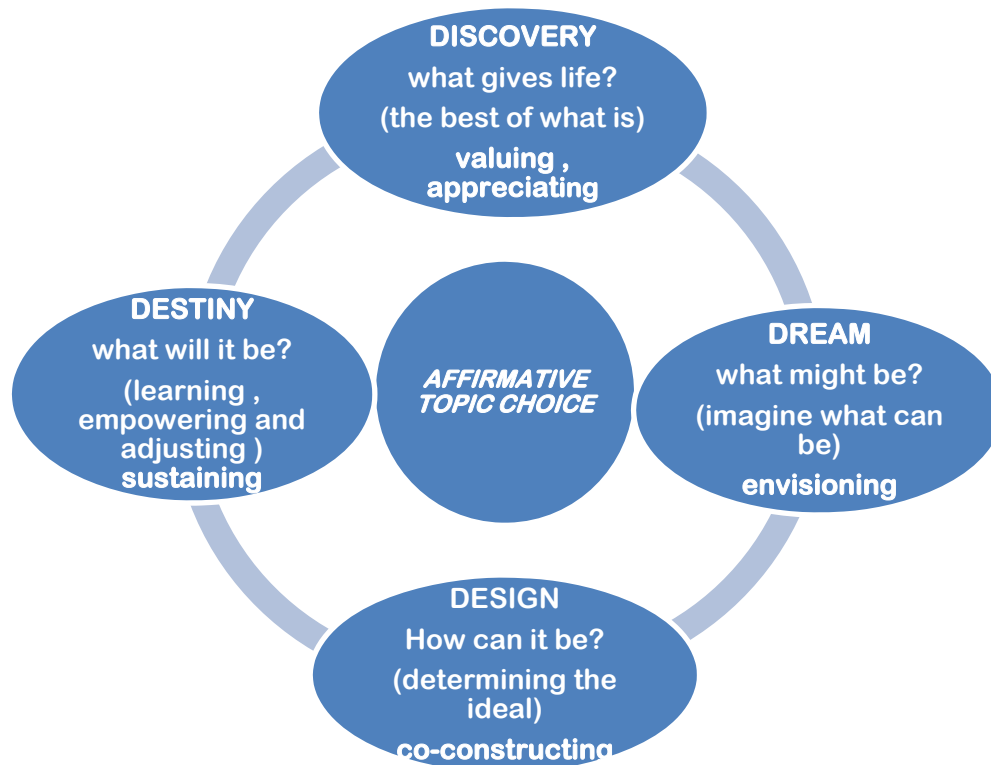 DISCOVERY
what gives life?
(the best of what is)
valuing ,
appreciating
DESTINY
what will it be?
(learning ,
empowering and
adjusting )
sustaining
AFFIRMATIVE
TOPIC CHOICE
DREAM
what might be?
(imagine what can
be)
envisioning
DESIGN
How can it be?
(determining the
ideal)
co-constructing